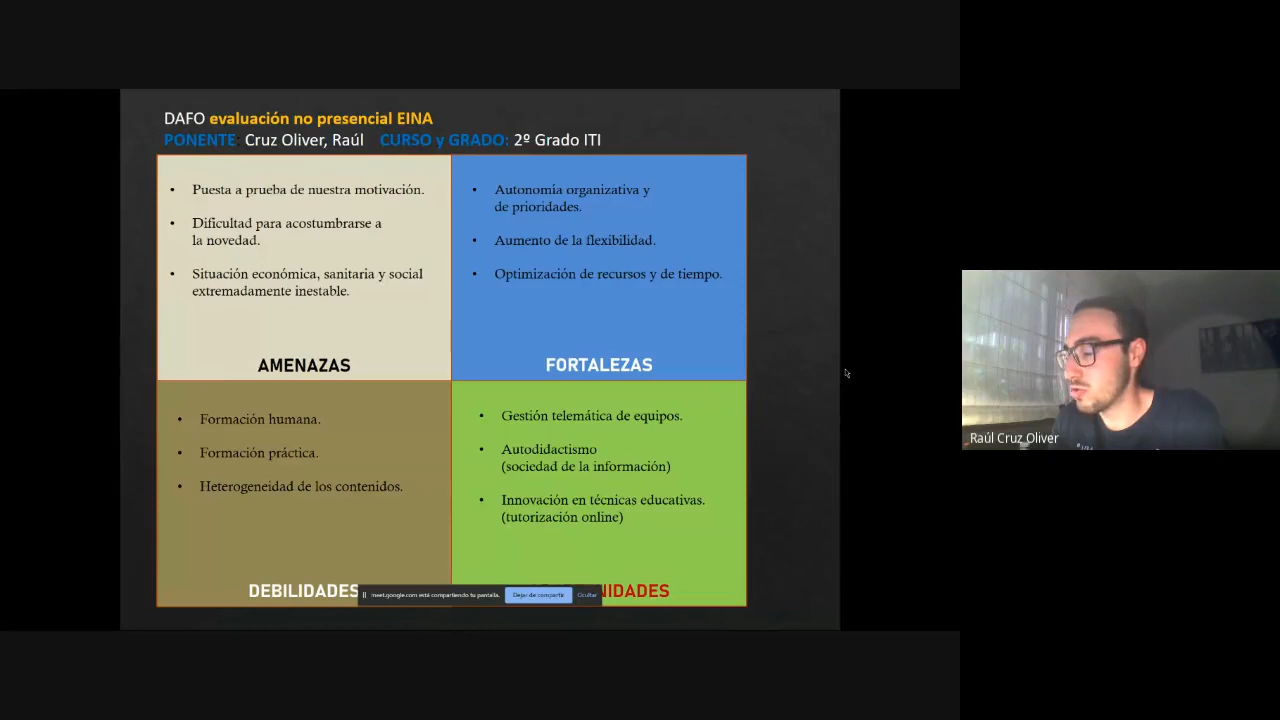 DAFO evaluación no presencial EINA
PONENTE: Cruz Oliver, Raúl CURSO y GRADO: 2º Grado ITI
• Puesta a prueba de nuestra motivación.
• Dificultad para acostumbrarse a
la novedad.
• Situación económica, sanitaria y social
extremadamente inestable.
AMENAZAS
• Autonomía organizativa y
de prioridades.
• Aumento de la flexibilidad.
• Optimización de recursos y de tiempo.
FORTALEZAS
• Formación humana.
• Formación práctica.
• Heterogeneidad de los contenidos.
DEBILIDADES
• Gestión telemática de equipos.
• Autodidactismo
(sociedad de la información)
• Innovación en técnicas educativas.
(tutorización online)
NIDADES
meet.google.com está compartiendo tu pantalla. Dejar de compartir Ocultar
Raúl Cruz Oliver